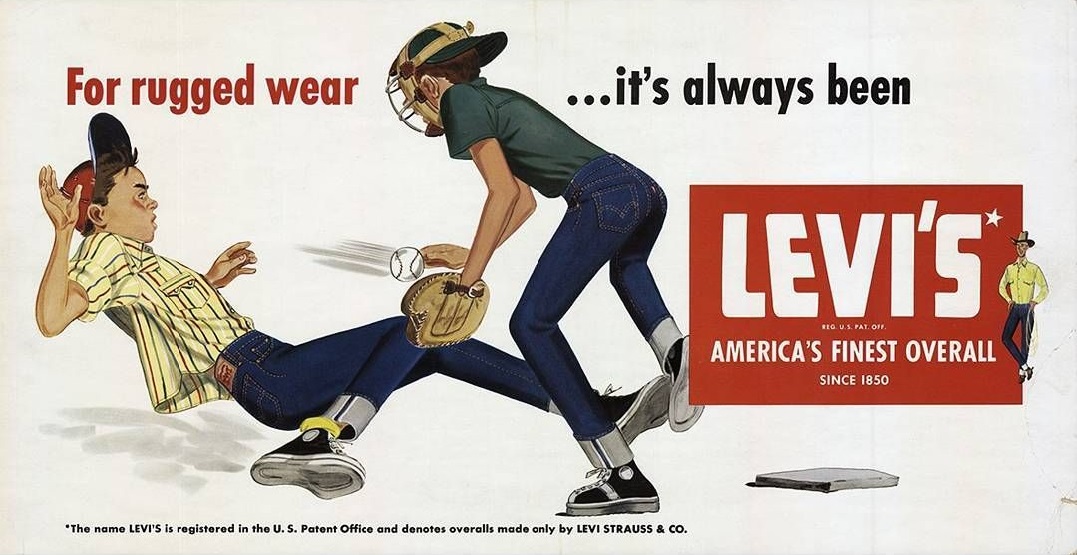 For rugged wear ...it's always been
LEVI'S*
REG. U.S. PAT. OFF.
AMERICA'S FINEST OVERALL
SINCE 1850
*The name LEVI'S is registered in the U. S. Patent Office and denotes overalls made only by LEVI STRAUSS & CO.